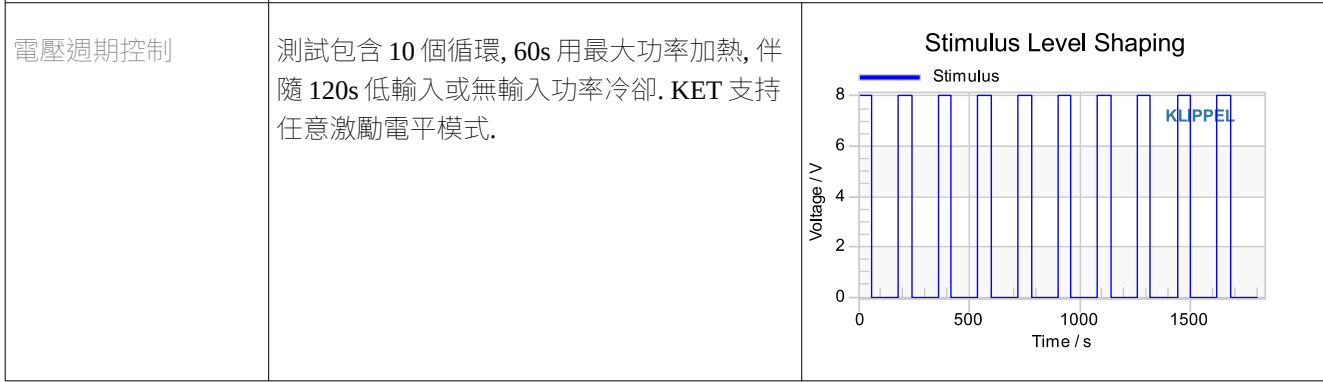 電壓週期控制
測試包含 10 個循環, 60s 用最大功率加熱, 伴
隨 120s 低輸入或無輸入功率冷卻. KET 支持
任意激勵電平模式.
Stimulus Level Shaping
Stimulus
KLIPPEL
8
6
4
2
0
Voltage / V
0 500 1000 1500
Time / s